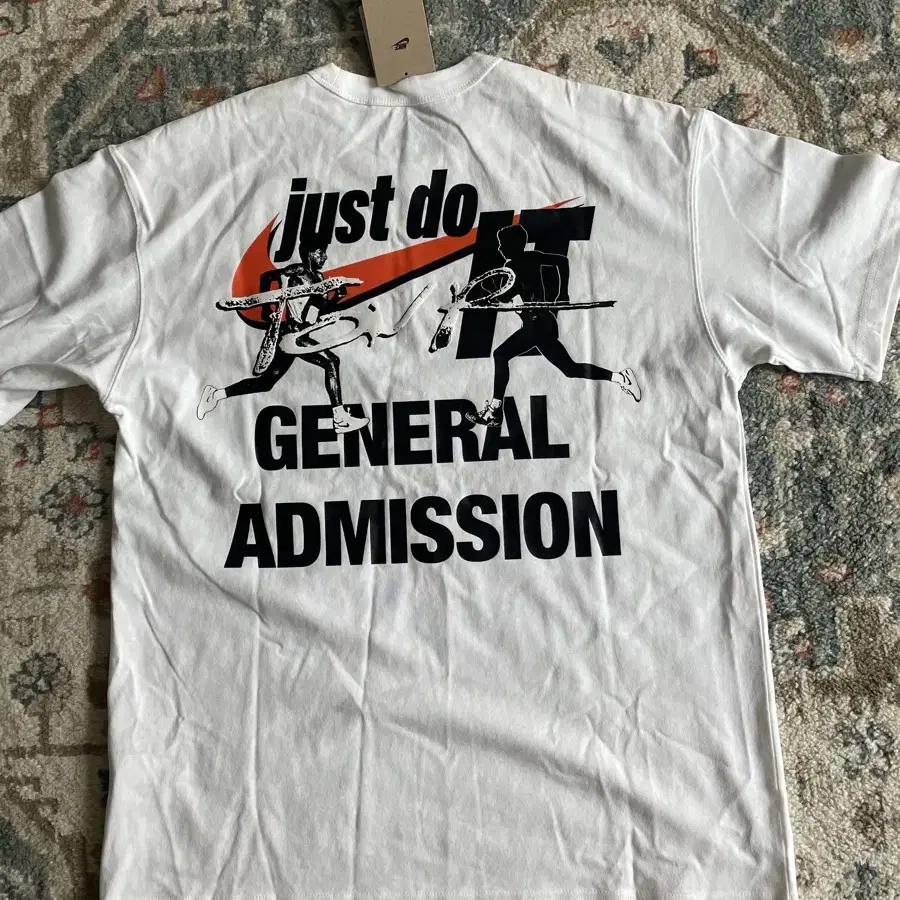 just do
IT
GENERAL
ADMISSION